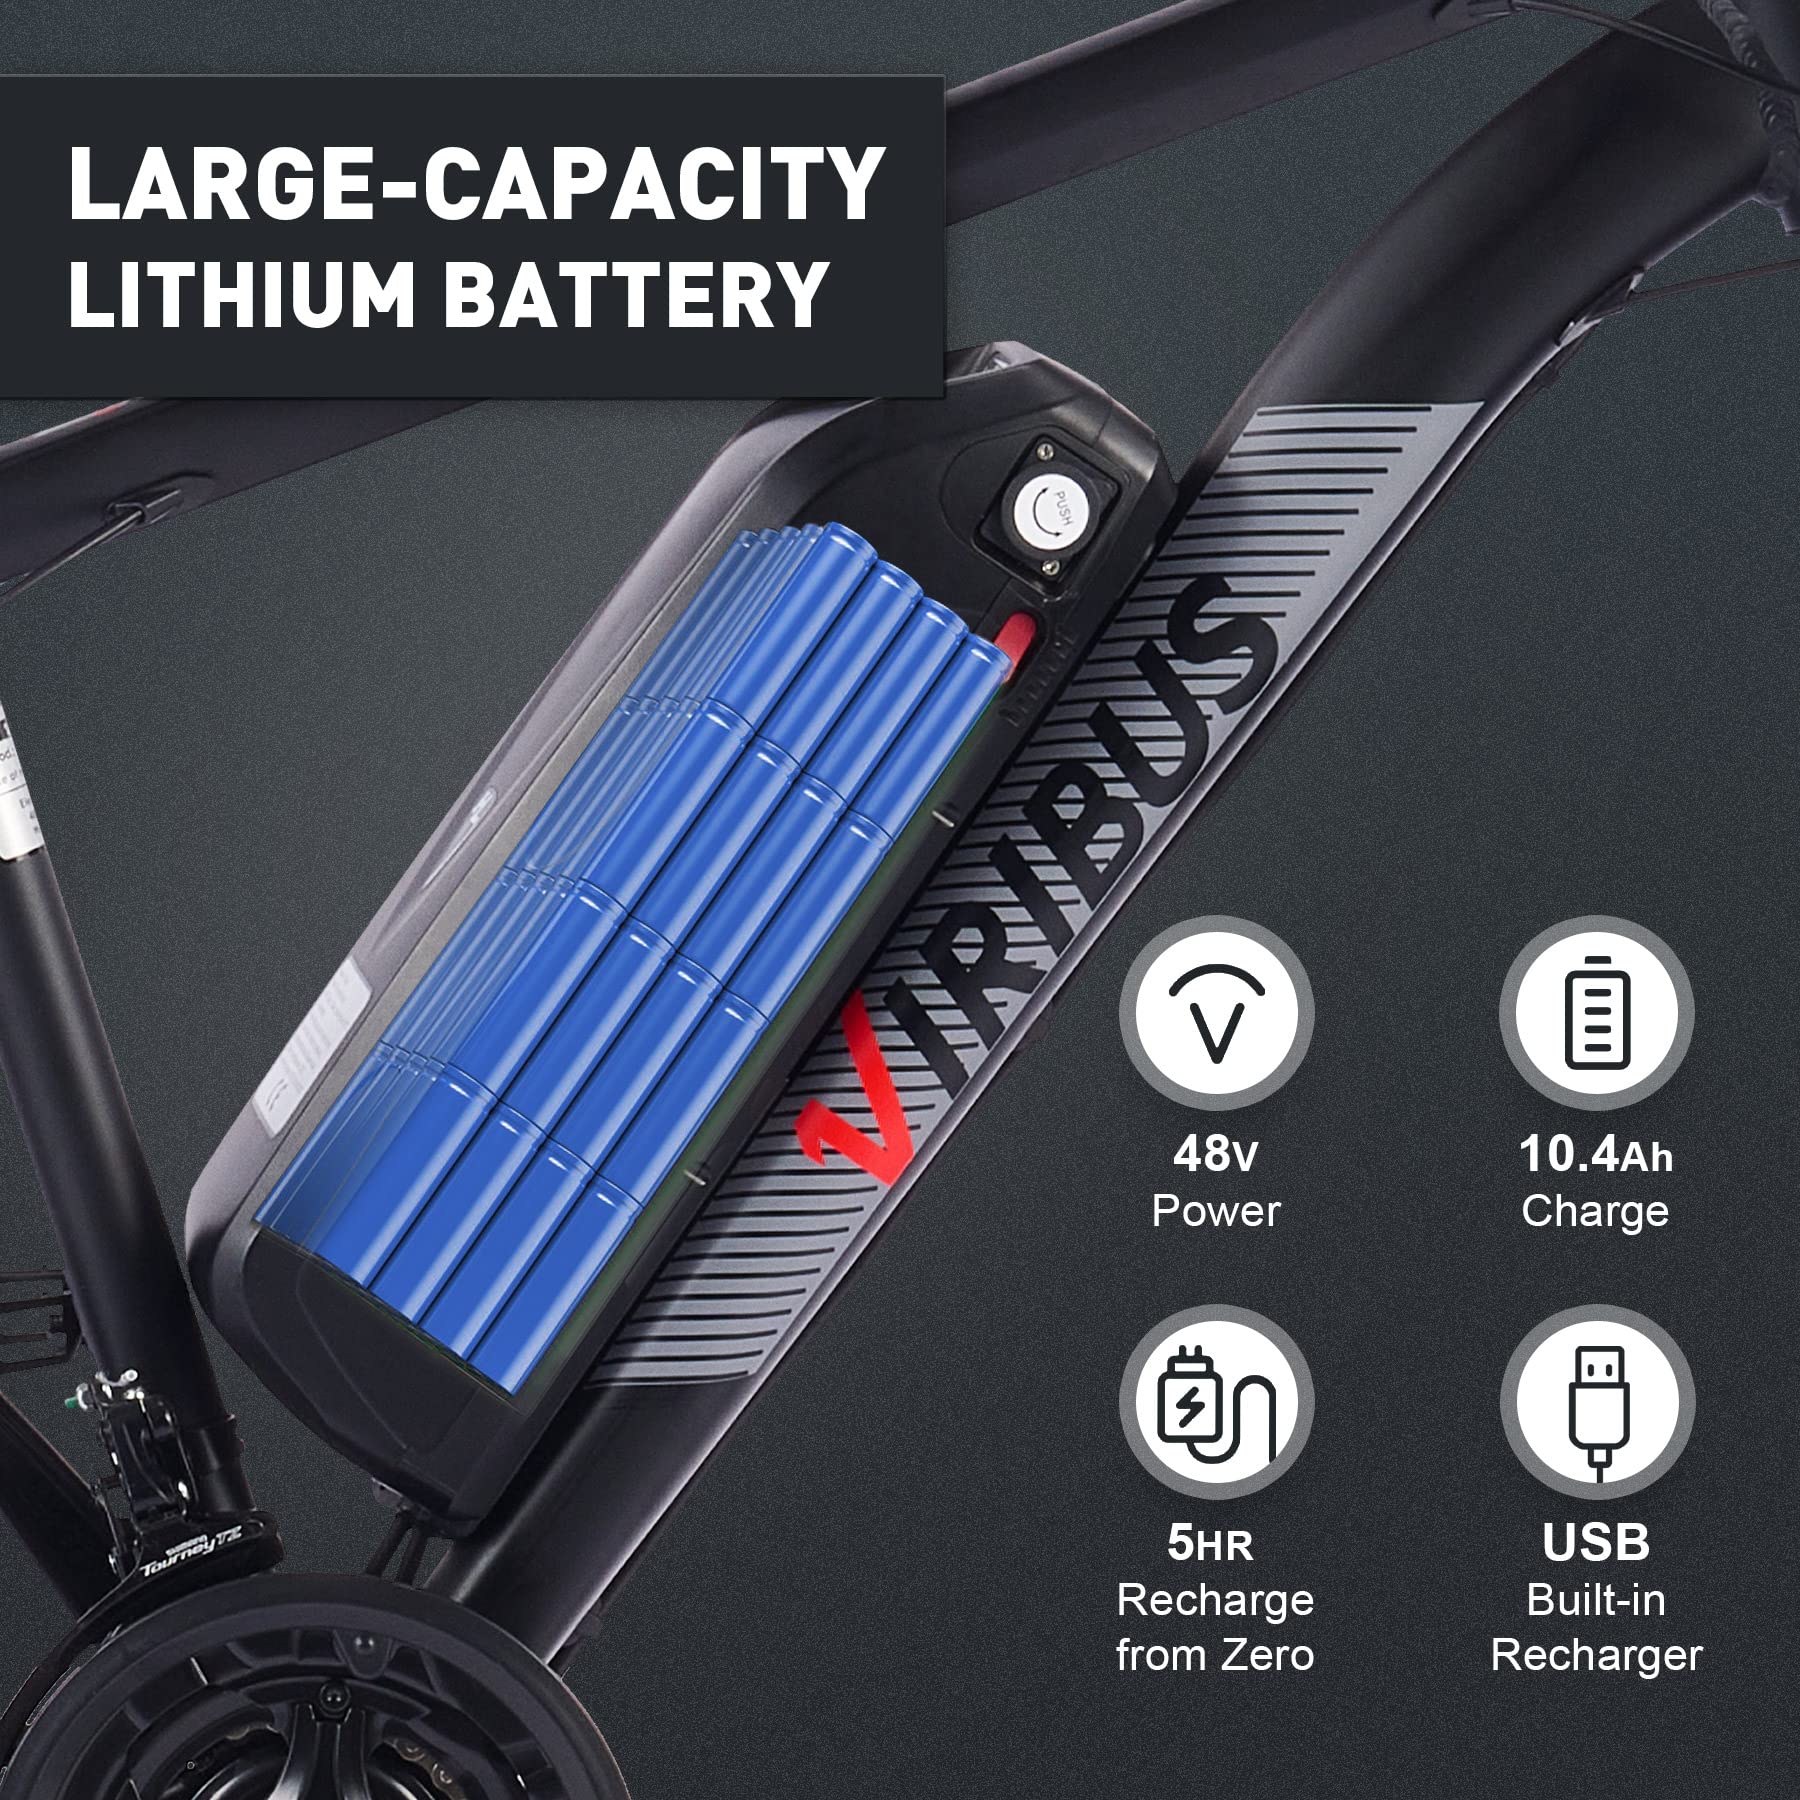 LARGE-CAPACITY
LITHIUM BATTERY
PUSH
VIRIBUS
48V
Power
10.4Ah
Charge
5HR
Recharge
from Zero
USB
Built-in
Recharger
SHIMANO
Tourney TZ